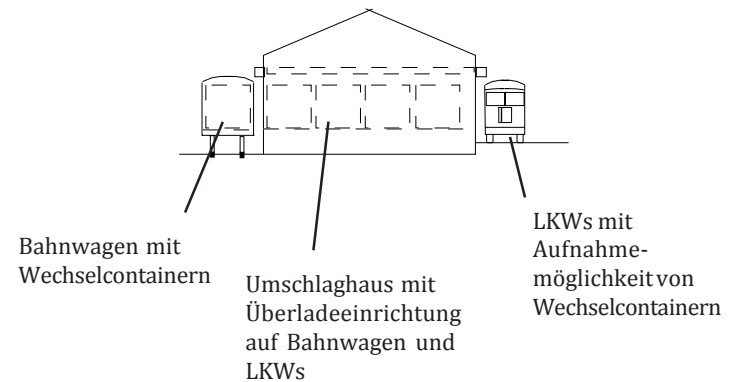 Bahnwagen mit
Wechselcontainern
Umschlaghaus mit
Überladeeinrichtung
auf Bahnwagen und
LKWs
LKWs mit
Aufnahme-
möglichkeit von
Wechselcontainern